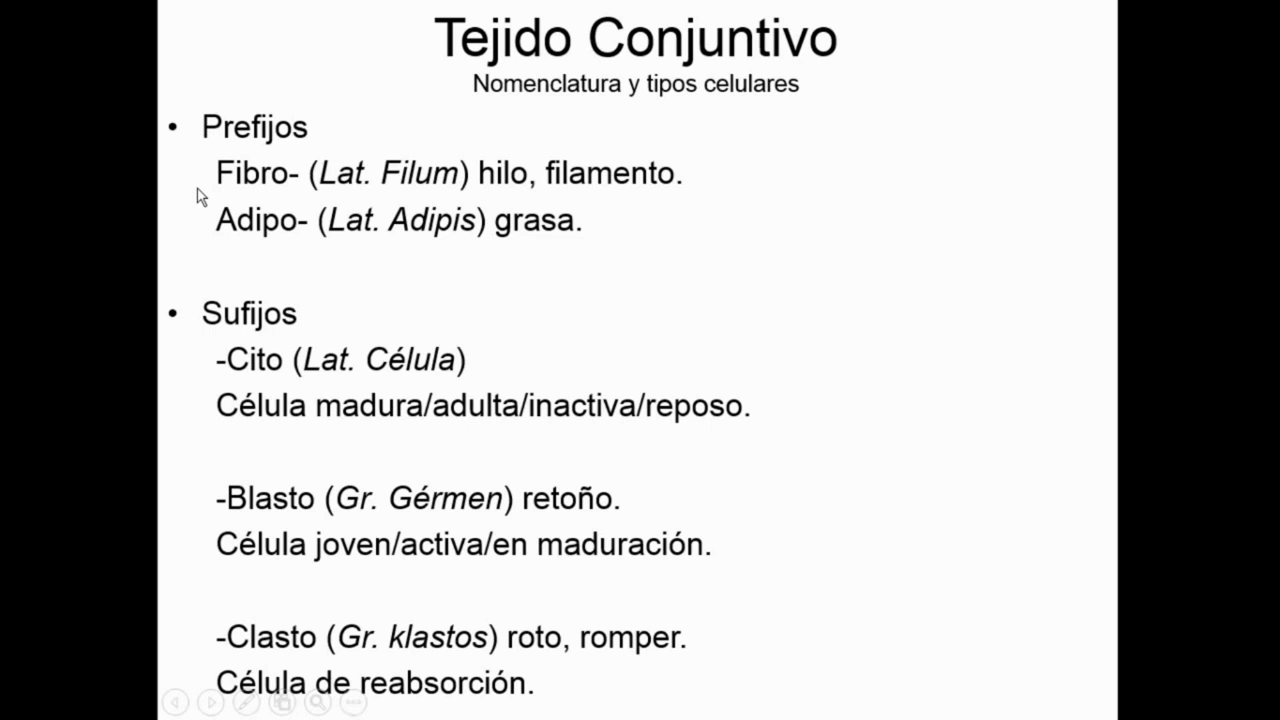 Tejido Conjuntivo
Nomenclatura y tipos celulares
• Prefijos
Fibro- (Lat. Filum) hilo, filamento.
Adipo- (Lat. Adipis) grasa.
• Sufijos
-Cito (Lat. Célula)
Célula madura/adulta/inactiva/reposo.
-Blasto (Gr. Gérmen) retoño.
Célula joven/activa/en maduración.
-Clasto (Gr. klastos) roto, romper.
Célula de reabsorción.